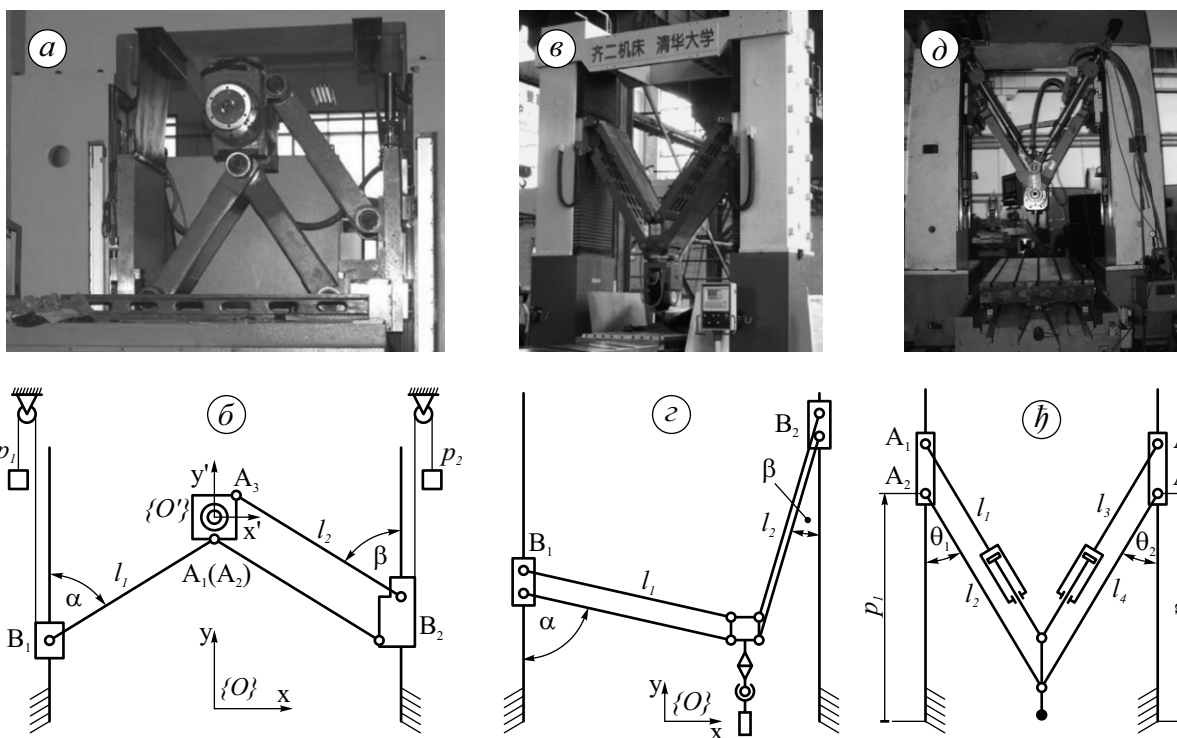 а
в
齐二机床 清华大学
д
б
p₁
p₂
y'
A₃
{O'}
x'
l₂
β
l₁
A₁(A₂)
α
B₁
B₂
y
{O}
x
г
B₂
β
l₂
B₁
l₁
α
y
{O}
x
ђ
A₁
A₂
l₁
l₃
θ₁
θ₂
l₂
l₄
p₁